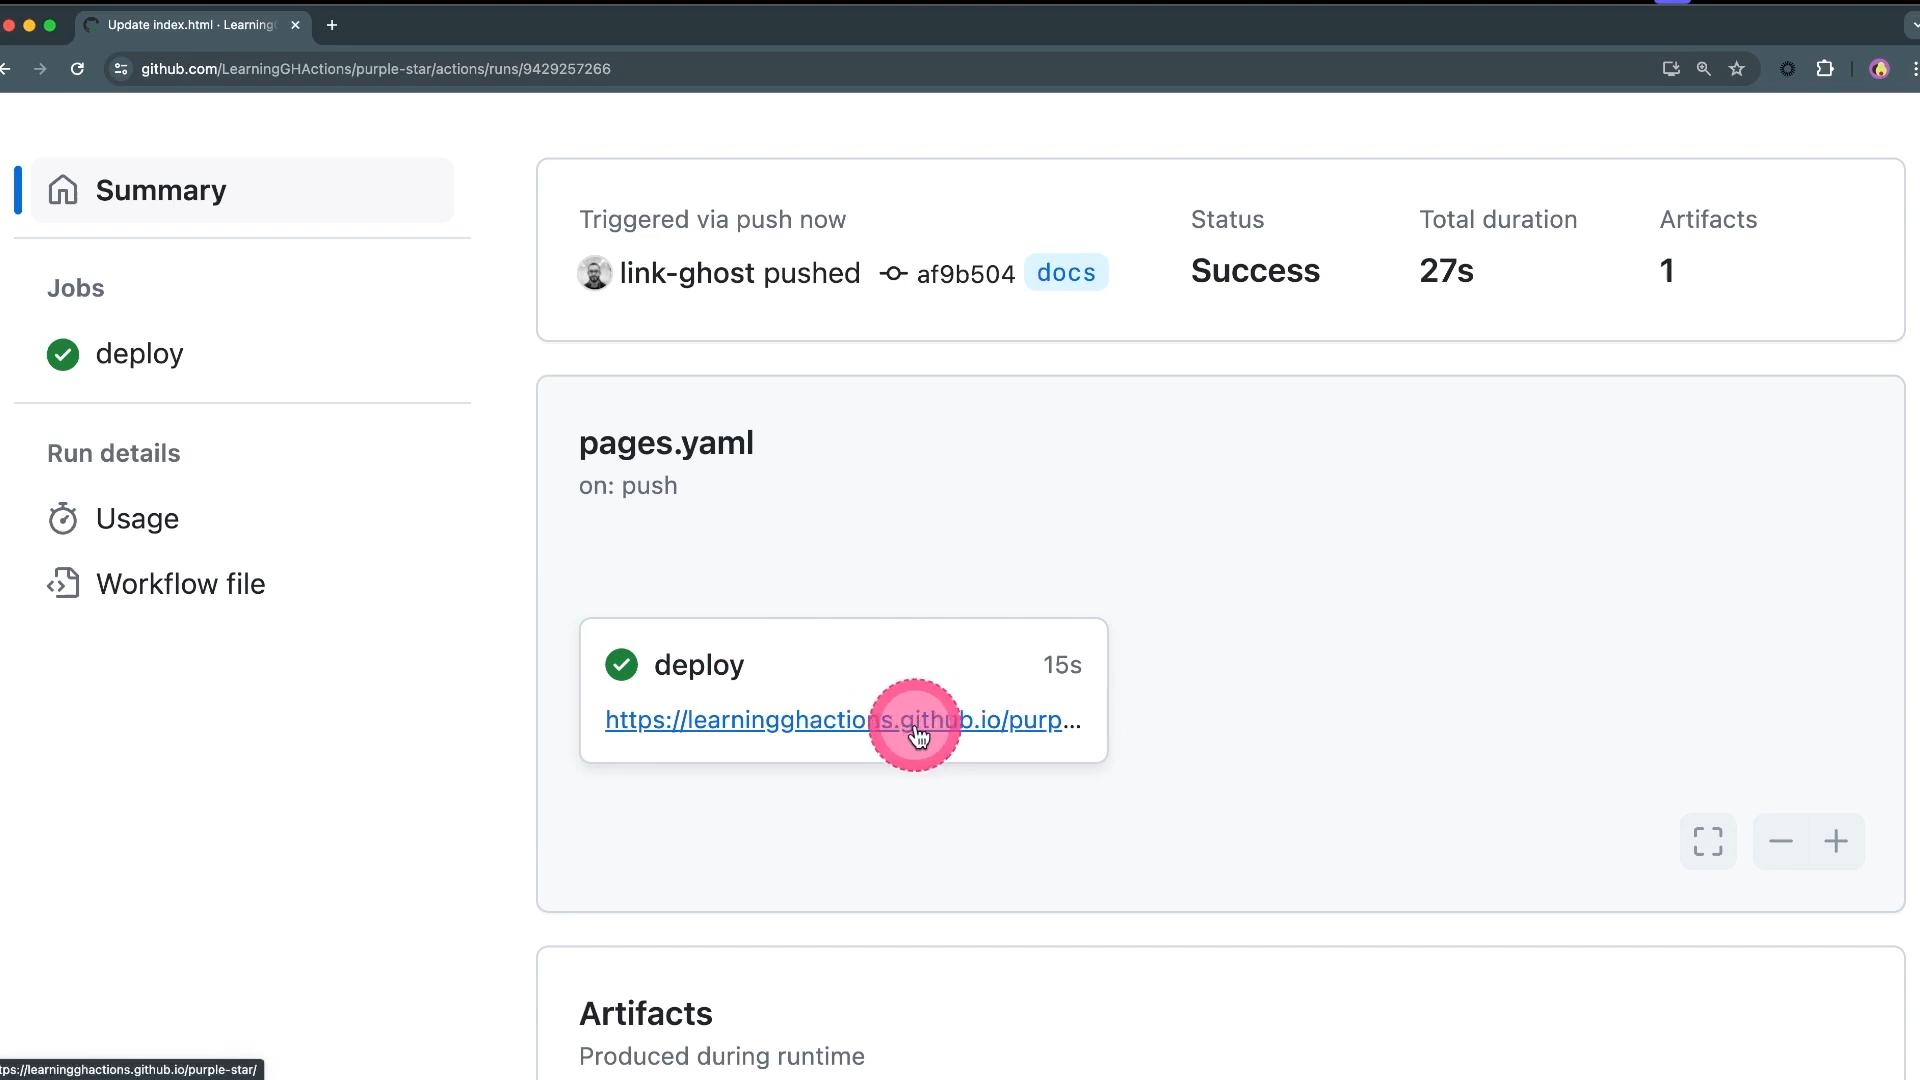 Update index.html · Learning
github.com/LearningGHActions/purple-star/actions/runs/9429257266
Summary
Jobs
deploy
Run details
Usage
Workflow file
Triggered via push now
link-ghost pushed af9b504 docs
Status
Success
Total duration
27s
Artifacts
1
pages.yaml
on: push
deploy 15s
https://learningghactions.github.io/purp...
Artifacts
Produced during runtime
tps://learningghactions.github.io/purple-star/